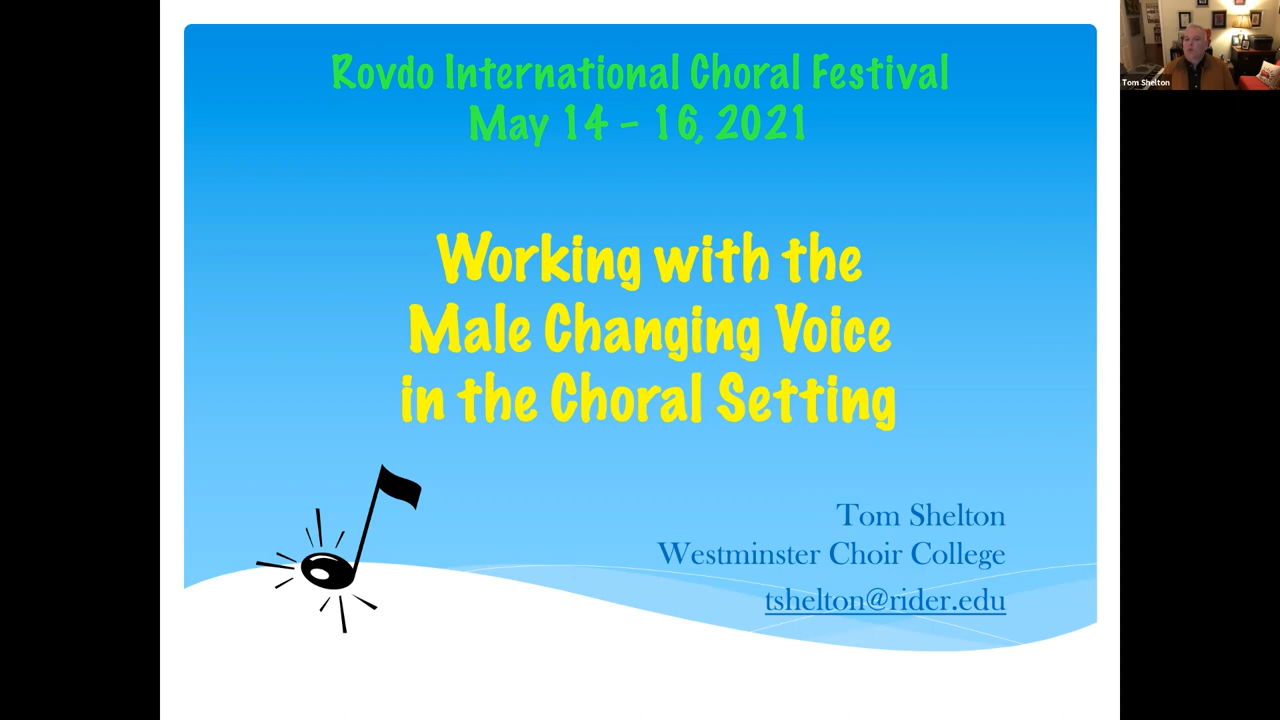 Rovdo International Choral Festival
May 14 – 16, 2021
Working with the
Male Changing Voice
in the Choral Setting
Tom Shelton
Westminster Choir College
tshelton@rider.edu
Tom Shelton